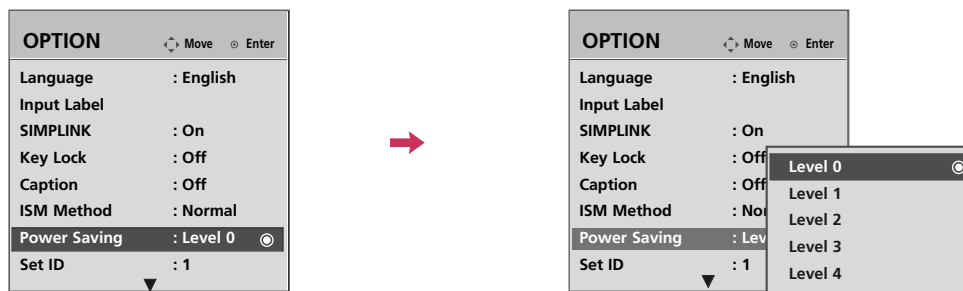 OPTION Move Enter
Language : English
Input Label
SIMPLINK : On
Key Lock : Off
Caption : Off
ISM Method : Normal
Power Saving : Level 0
Set ID : 1
OPTION Move Enter
Language : English
Input Label
SIMPLINK : On
Key Lock : Off
Caption : Off
ISM Method : Nor
Power Saving : Lev
Set ID : 1
Level 0
Level 1
Level 2
Level 3
Level 4